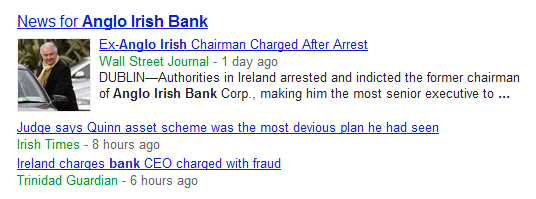 News for Anglo Irish Bank
Ex-Anglo Irish Chairman Charged After Arrest
Wall Street Journal - 1 day ago
DUBLIN—Authorities in Ireland arrested and indicted the former chairman
of Anglo Irish Bank Corp., making him the most senior executive to ...
Judge says Quinn asset scheme was the most devious plan he had seen
Irish Times - 8 hours ago
Ireland charges bank CEO charged with fraud
Trinidad Guardian - 6 hours ago